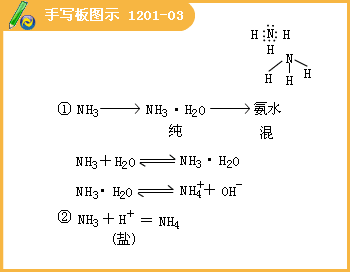 手写板图示 1201-03
H:N:H
H
N
H H H
① NH3 ⟶ NH3·H2O ⟶ 氨水
纯 混
NH3+H2O ⇌ NH3·H2O
NH3·H2O ⇌ NH4+ + OH-
② NH3+H+ = NH4
(盐)